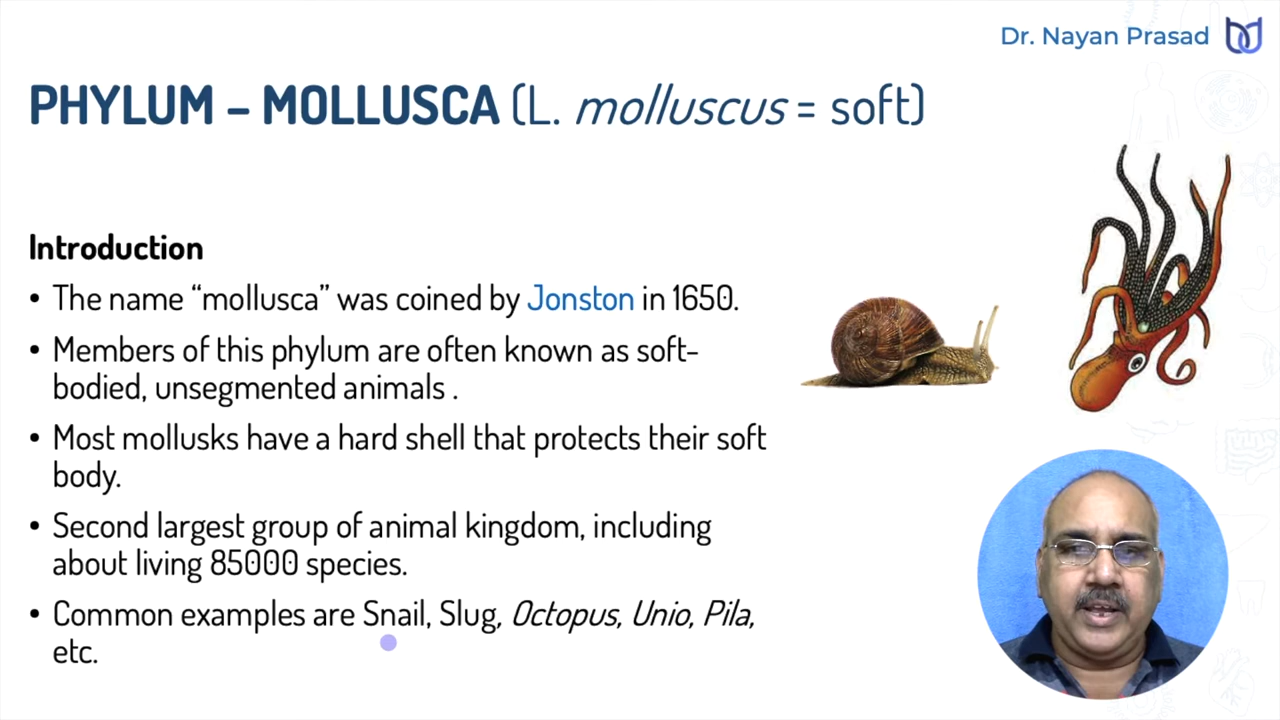 Dr. Nayan Prasad
PHYLUM – MOLLUSCA (L. molluscus = soft)
Introduction
• The name “mollusca” was coined by Jonston in 1650.
• Members of this phylum are often known as soft-
bodied, unsegmented animals .
• Most mollusks have a hard shell that protects their soft
body.
• Second largest group of animal kingdom, including
about living 85000 species.
• Common examples are Snail, Slug, Octopus, Unio, Pila,
etc.